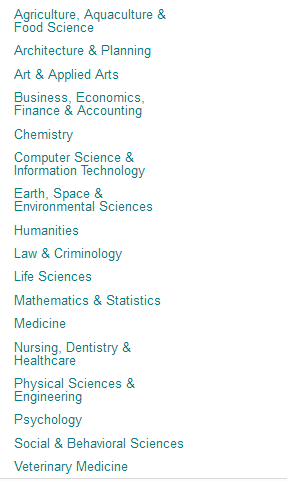 Agriculture, Aquaculture &
Food Science
Architecture & Planning
Art & Applied Arts
Business, Economics,
Finance & Accounting
Chemistry
Computer Science &
Information Technology
Earth, Space &
Environmental Sciences
Humanities
Law & Criminology
Life Sciences
Mathematics & Statistics
Medicine
Nursing, Dentistry &
Healthcare
Physical Sciences &
Engineering
Psychology
Social & Behavioral Sciences
Veterinary Medicine